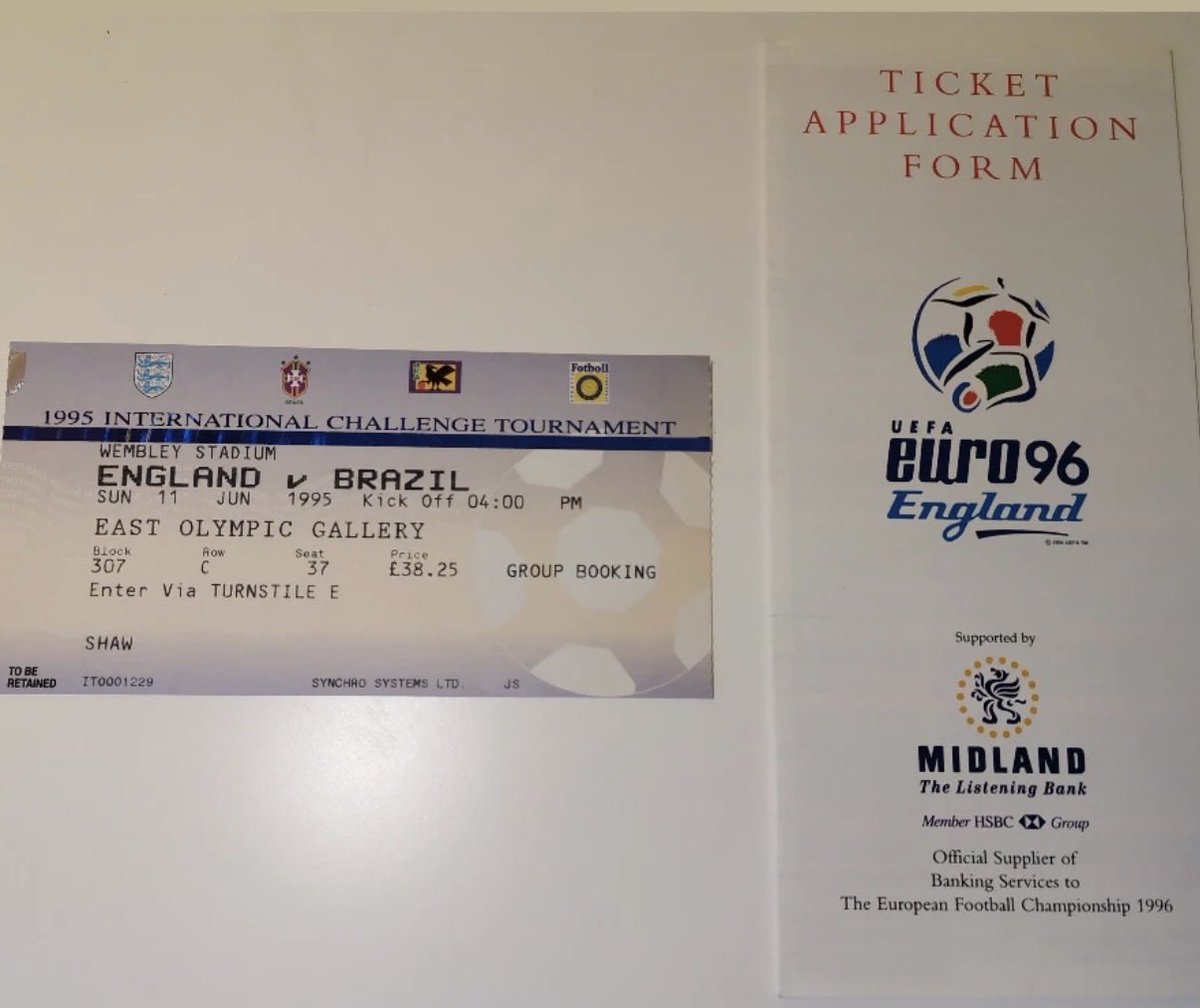 Fotboll
1995 INTERNATIONAL CHALLENGE TOURNAMENT
WEMBLEY STADIUM
ENGLAND v BRAZIL
SUN 11 JUN 1995 Kick Off 04:00 PM
EAST OLYMPIC GALLERY
Block Row Seat Price
307 C 37 £38.25 GROUP BOOKING
Enter Via TURNSTILE E
SHAW
TO BE
RETAINED IT0001229 SYNCHRO SYSTEMS LTD. JS
TICKET
APPLICATION
FORM
UEFA
euro 96
England
Supported by
MIDLAND
The Listening Bank
Member HSBC Group
Official Supplier of
Banking Services to
The European Football Championship 1996